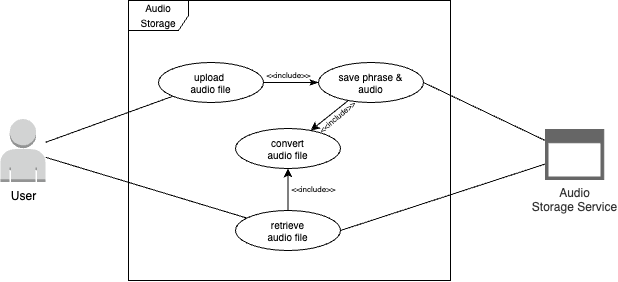 Audio
Storage
upload
audio file
<<include>>
save phrase &
audio
<<include>>
convert
audio file
<<include>>
retrieve
audio file
User
Audio
Storage Service